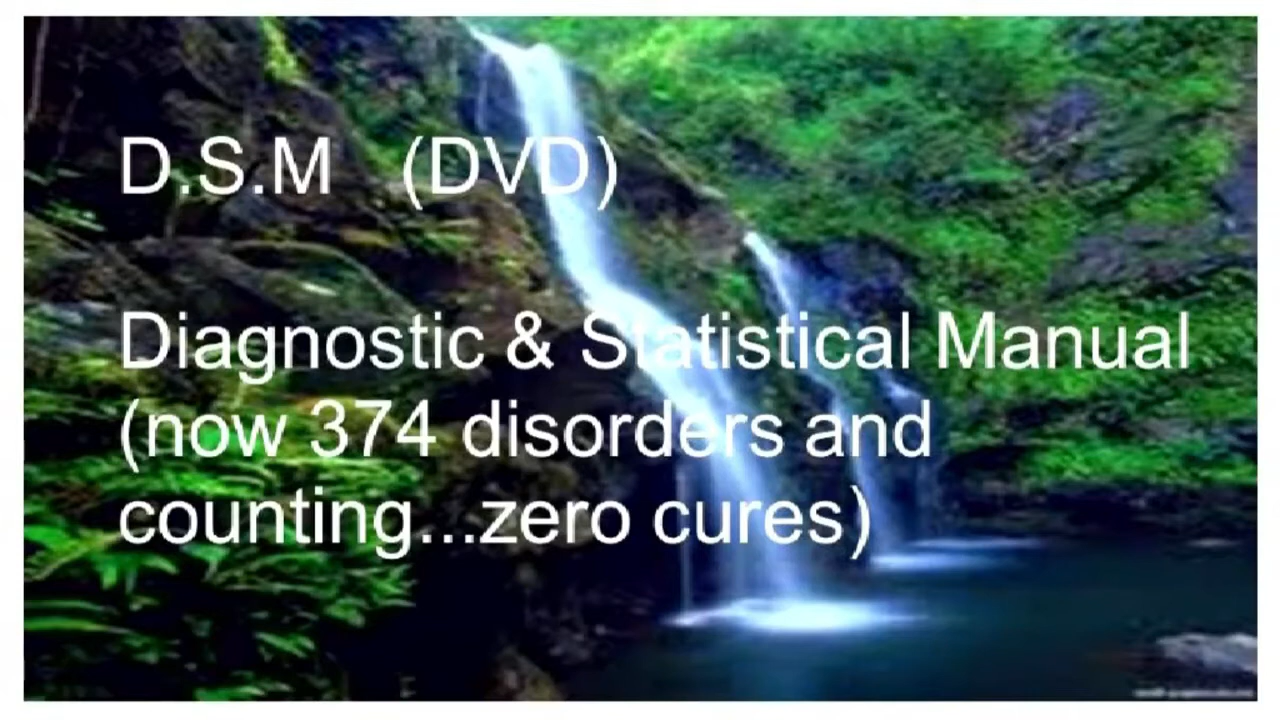 D.S.M (DVD)
Diagnostic & Statistical Manual
(now 374 disorders and
counting...zero cures)